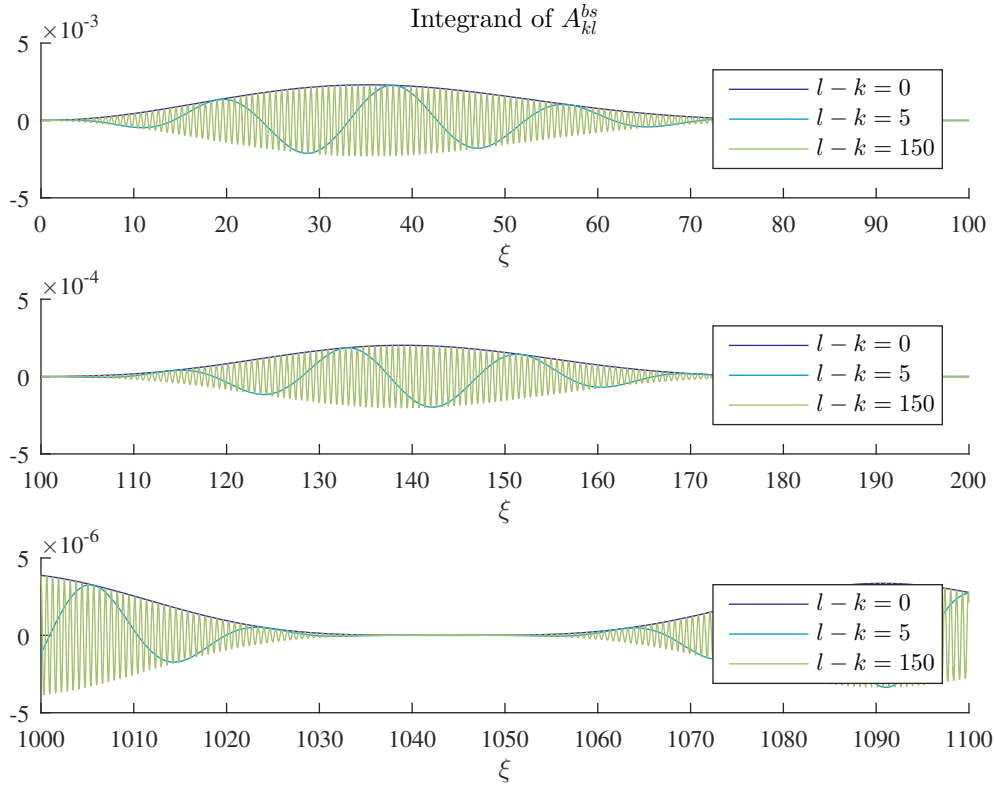 Integrand of $A_{kl}^{bs}$
×10^{-3}
5
0
-5
l − k = 0
l − k = 5
l − k = 150
0 10 20 30 40 50 60 70 80 90 100
ξ
×10^{-4}
5
0
-5
l − k = 0
l − k = 5
l − k = 150
100 110 120 130 140 150 160 170 180 190 200
ξ
×10^{-6}
5
0
-5
l − k = 0
l − k = 5
l − k = 150
1000 1010 1020 1030 1040 1050 1060 1070 1080 1090 1100
ξ